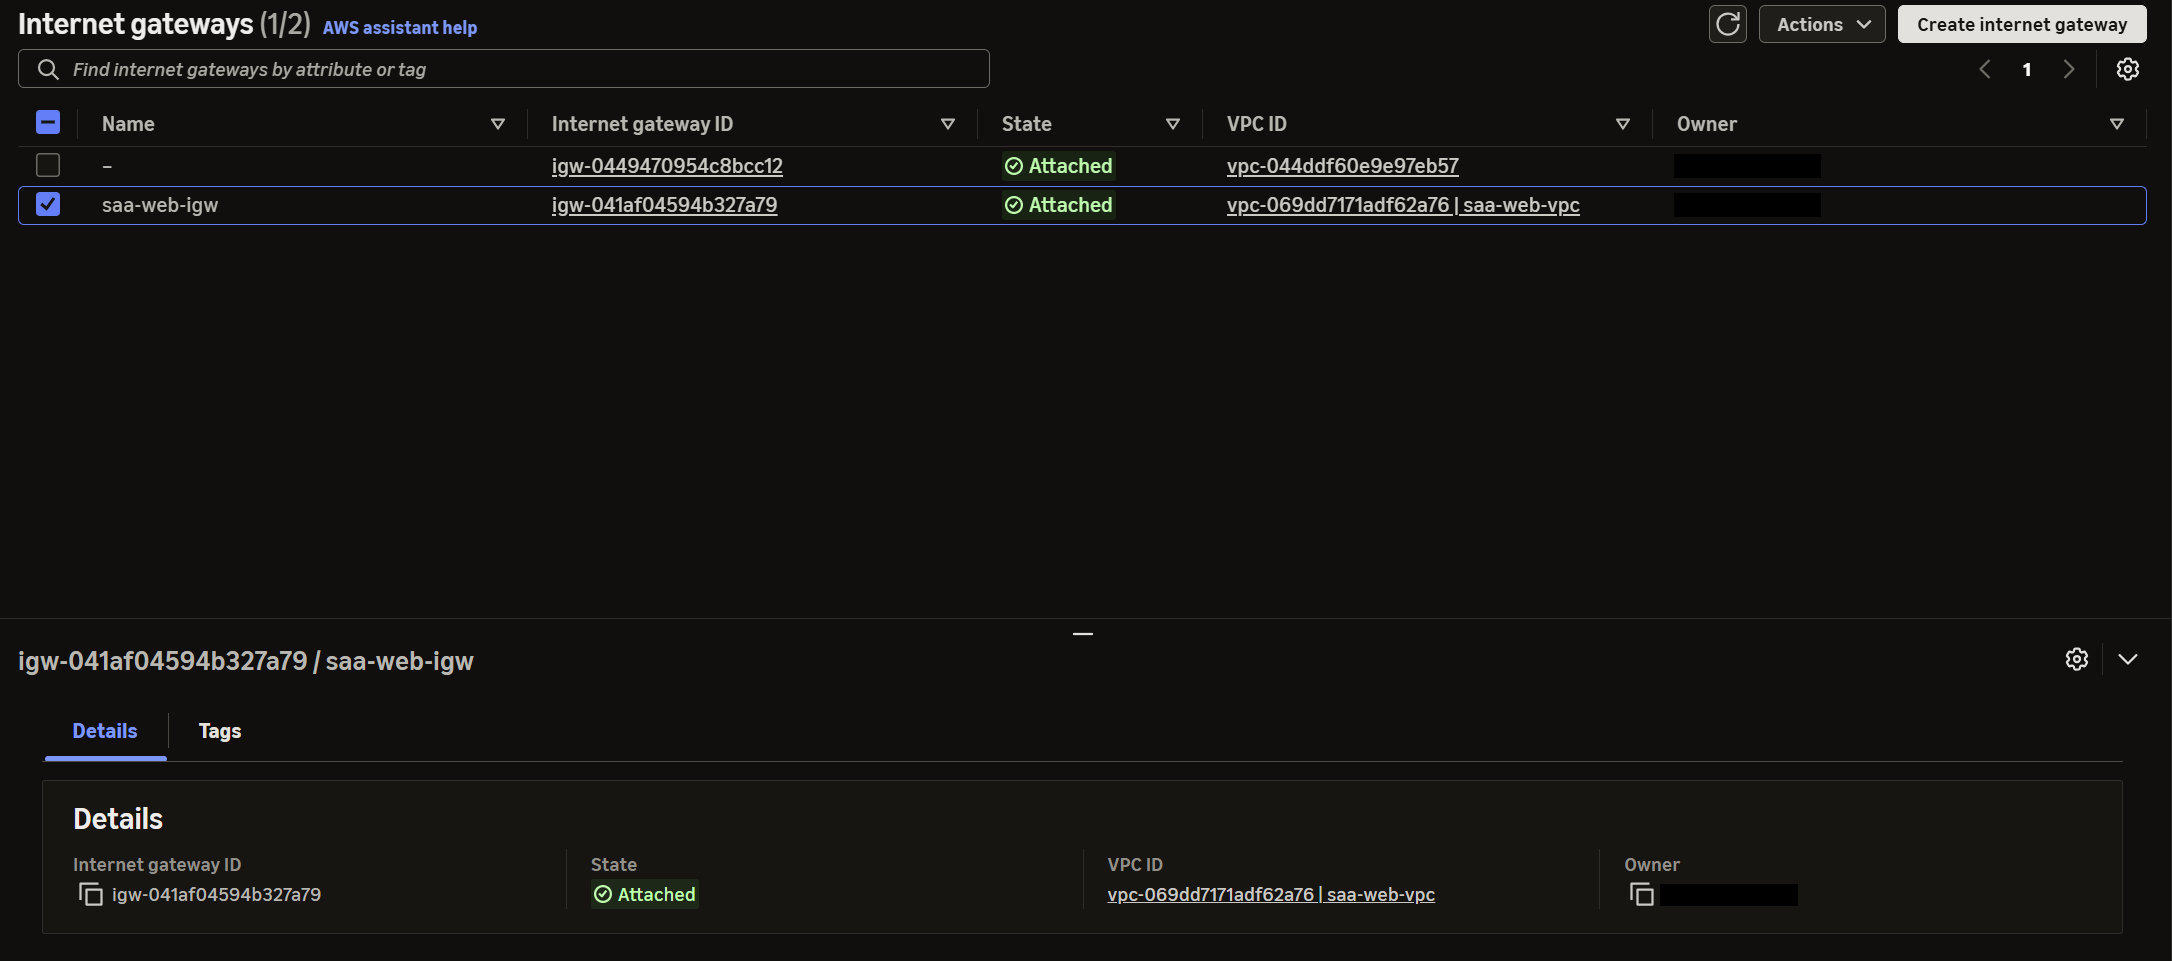 Internet gateways (1/2) AWS assistant help
Actions
Create internet gateway
Find internet gateways by attribute or tag
1
Name Internet gateway ID State VPC ID Owner
– igw-0449470954c8bcc12 Attached vpc-044ddf60e9e97eb57
saa-web-igw igw-041af04594b327a79 Attached vpc-069dd7171adf62a76 | saa-web-vpc
igw-041af04594b327a79 / saa-web-igw
Details Tags
Details
Internet gateway ID State VPC ID Owner
igw-041af04594b327a79 Attached vpc-069dd7171adf62a76 | saa-web-vpc